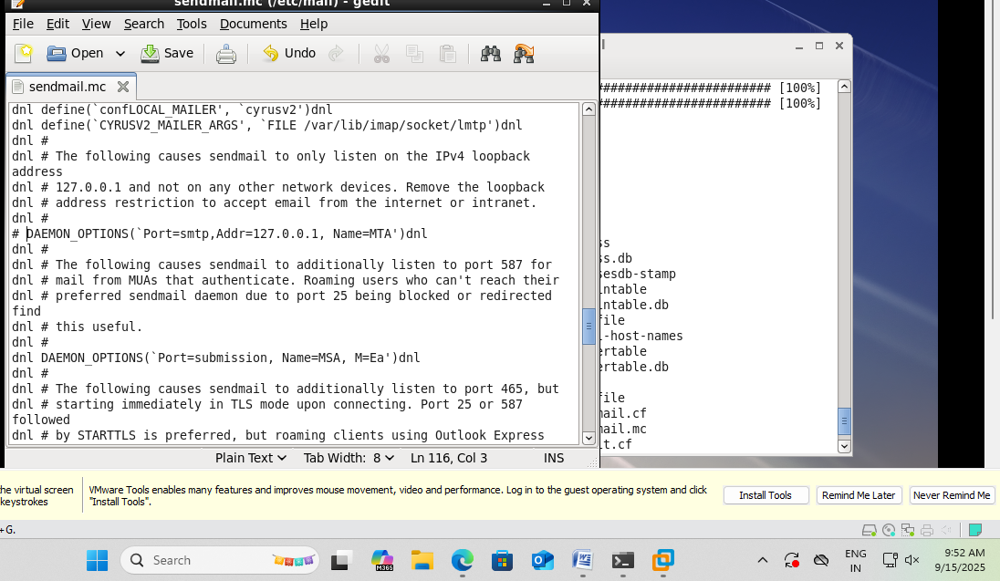 sendmail.mc (/etc/mail) - gedit
File Edit View Search Tools Documents Help
Open Save Undo
sendmail.mc
dnl define(`confLOCAL_MAILER', `cyrusv2')dnl
dnl define(`CYRUSV2_MAILER_ARGS', `FILE /var/lib/imap/socket/lmtp')dnl
dnl #
dnl # The following causes sendmail to only listen on the IPv4 loopback
address
dnl # 127.0.0.1 and not on any other network devices. Remove the loopback
dnl # address restriction to accept email from the internet or intranet.
dnl #
# DAEMON_OPTIONS(`Port=smtp,Addr=127.0.0.1, Name=MTA')dnl
dnl #
dnl # The following causes sendmail to additionally listen to port 587 for
dnl # mail from MUAs that authenticate. Roaming users who can't reach their
dnl # preferred sendmail daemon due to port 25 being blocked or redirected
find
dnl # this useful.
dnl #
dnl DAEMON_OPTIONS(`Port=submission, Name=MSA, M=Ea')dnl
dnl #
dnl # The following causes sendmail to additionally listen to port 465, but
dnl # starting immediately in TLS mode upon connecting. Port 25 or 587
followed
dnl # by STARTTLS is preferred, but roaming clients using Outlook Express
Plain Text Tab Width: 8 Ln 116, Col 3 INS
l
####################### [100%]
####################### [100%]
ss
ss.db
sesdb-stamp
intable
intable.db
file
l-host-names
ertable
ertable.db
file
mail.cf
mail.mc
it.cf
he virtual screen
keystrokes
VMware Tools enables many features and improves mouse movement, video and performance. Log in to the guest operating system and click
"Install Tools".
Install Tools Remind Me Later Never Remind Me
+G.
Search
M365
ENG
IN
9:52 AM
9/15/2025